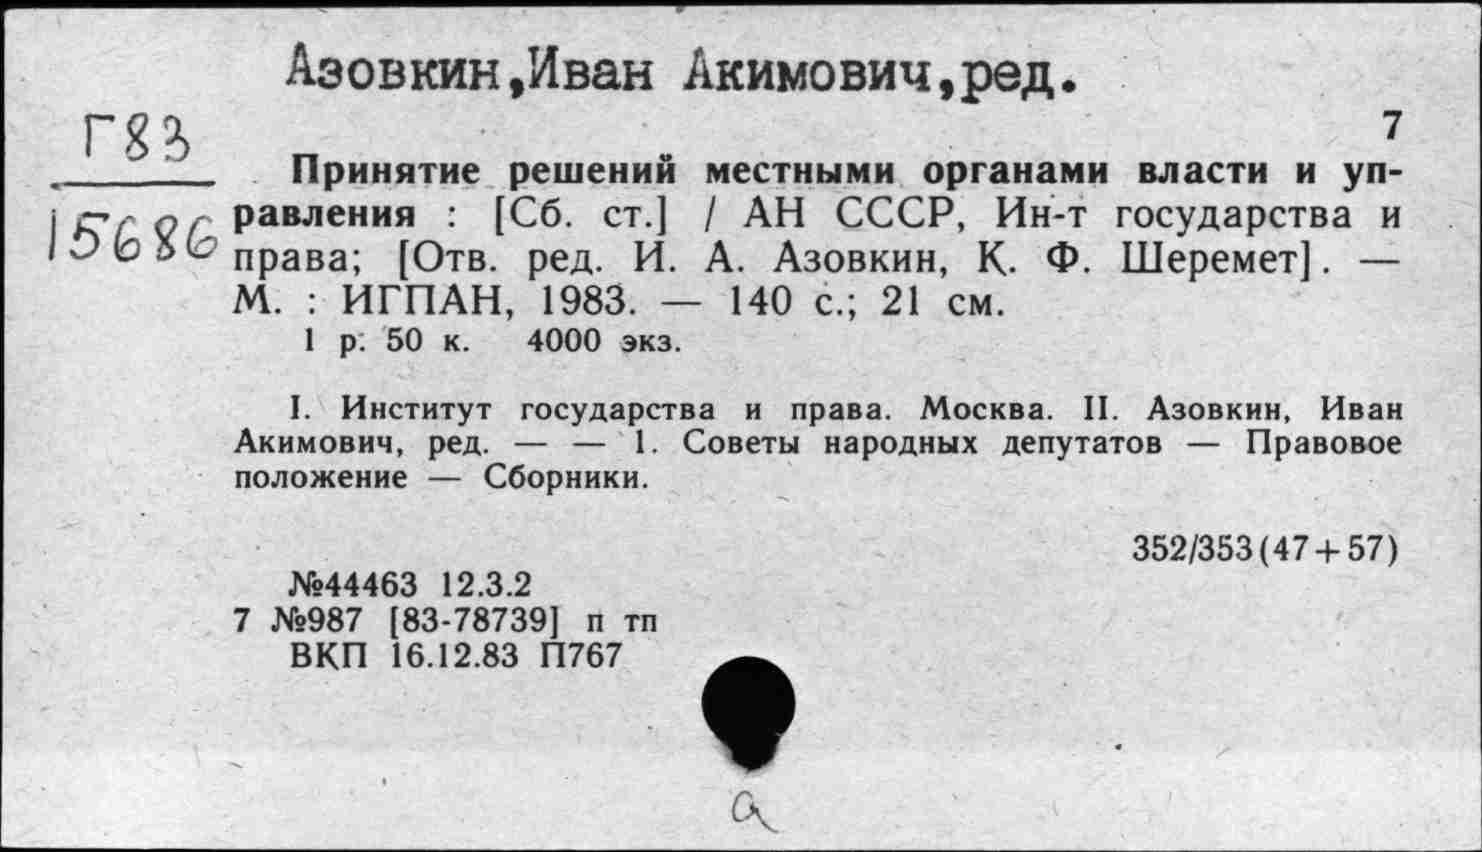 Азовкин,Иван Акимович,ред.
7
Г83
15686
Принятие решений местными органами власти и уп-
равления : [Сб. ст.] / АН СССР, Ин-т государства и
права; [Отв. ред. И. А. Азовкин, К. Ф. Шеремет]. —
М. : ИГПАН, 1983. — 140 с.; 21 см.
1 р. 50 к. 4000 экз.
I. Институт государства и права. Москва. II. Азовкин, Иван
Акимович, ред. — — 1. Советы народных депутатов — Правовое
положение — Сборники.
352/353(47+57)
№44463 12.3.2
7 №987 [83-78739] п тп
ВКП 16.12.83 П767
а